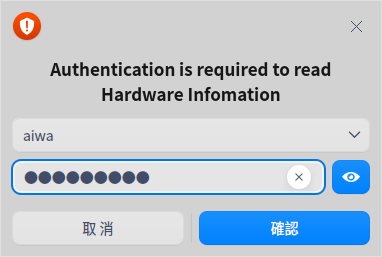 Authentication is required to read
Hardware Infomation
aiwa
取消
確認